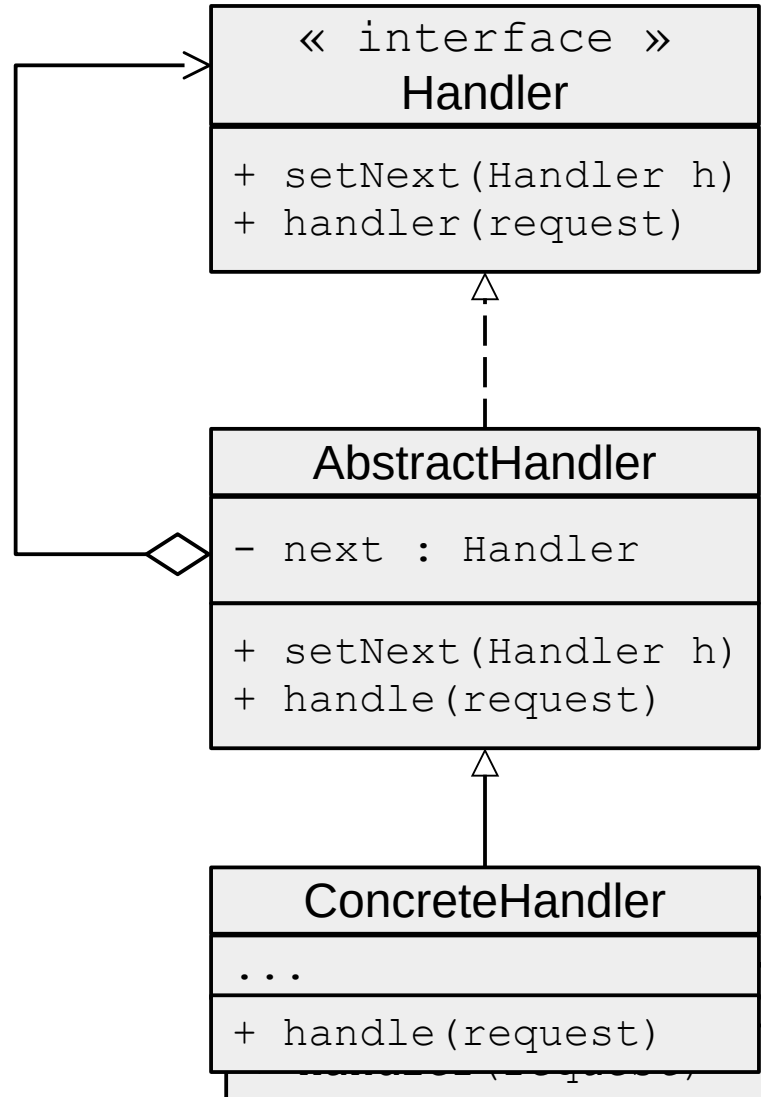 « interface »
Handler
+ setNext(Handler h)
+ handler(request)
AbstractHandler
- next : Handler
+ setNext(Handler h)
+ handle(request)
ConcreteHandler
...
+ handle(request)